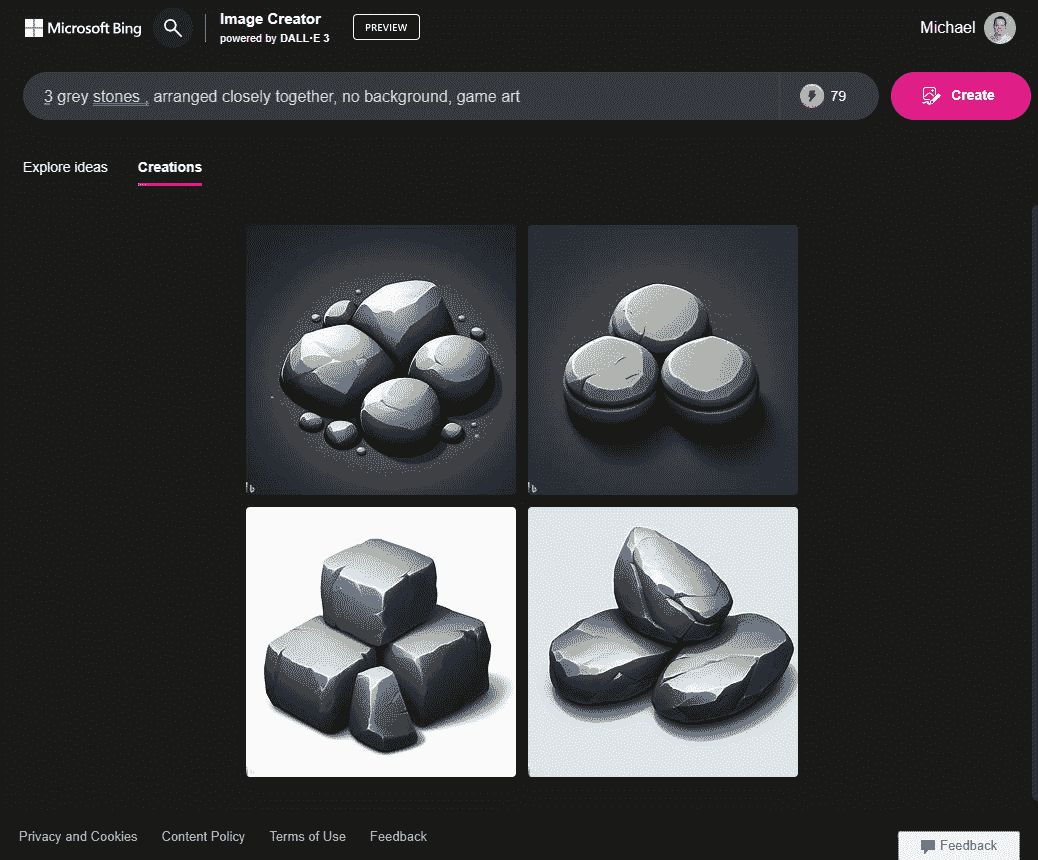 Microsoft Bing
Image Creator
powered by DALL·E 3
PREVIEW
Michael
3 grey stones , arranged closely together, no background, game art
79
Create
Explore ideas
Creations
b
b
Privacy and Cookies
Content Policy
Terms of Use
Feedback
Feedback